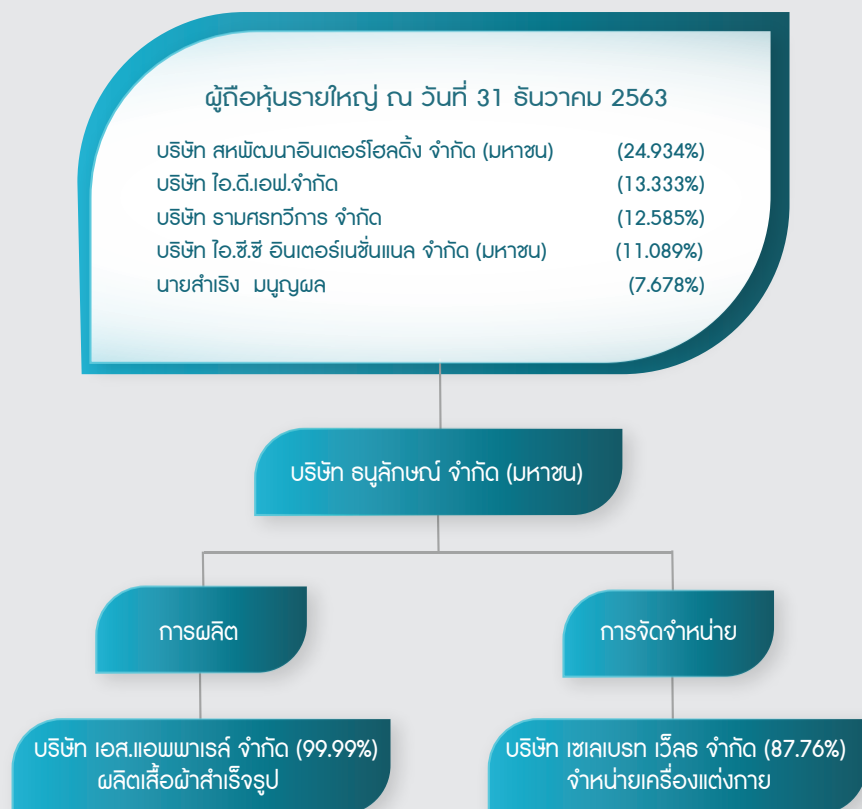 ผู้ถือหุ้นรายใหญ่ ณ วันที่ 31 ธันวาคม 2563
บริษัท สหพัฒนาอินเตอร์โฮลดิ้ง จำกัด (มหาชน) (24.934%)
บริษัท ไอ.ดี.เอฟ.จำกัด (13.333%)
บริษัท รามศรทวีการ จำกัด (12.585%)
บริษัท ไอ.ซี.ซี อินเตอร์เนชั่นแนล จำกัด (มหาชน) (11.089%)
นายสำเริง มนูญผล (7.678%)
บริษัท ธนูลักษณ์ จำกัด (มหาชน)
การผลิต
การจัดจำหน่าย
บริษัท เอส.แอพพาเรล์ จำกัด (99.99%)
ผลิตเสื้อผ้าสำเร็จรูป
บริษัท เซเลเบรท เว็ลธ จำกัด (87.76%)
จำหน่ายเครื่องแต่งกาย